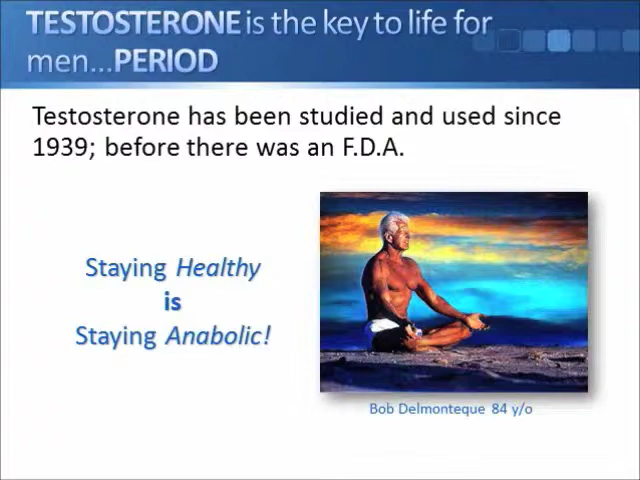 TESTOSTERONE is the key to life for
men...PERIOD
Testosterone has been studied and used since
1939; before there was an F.D.A.
Staying Healthy
is
Staying Anabolic!
Bob Delmonteque 84 y/o